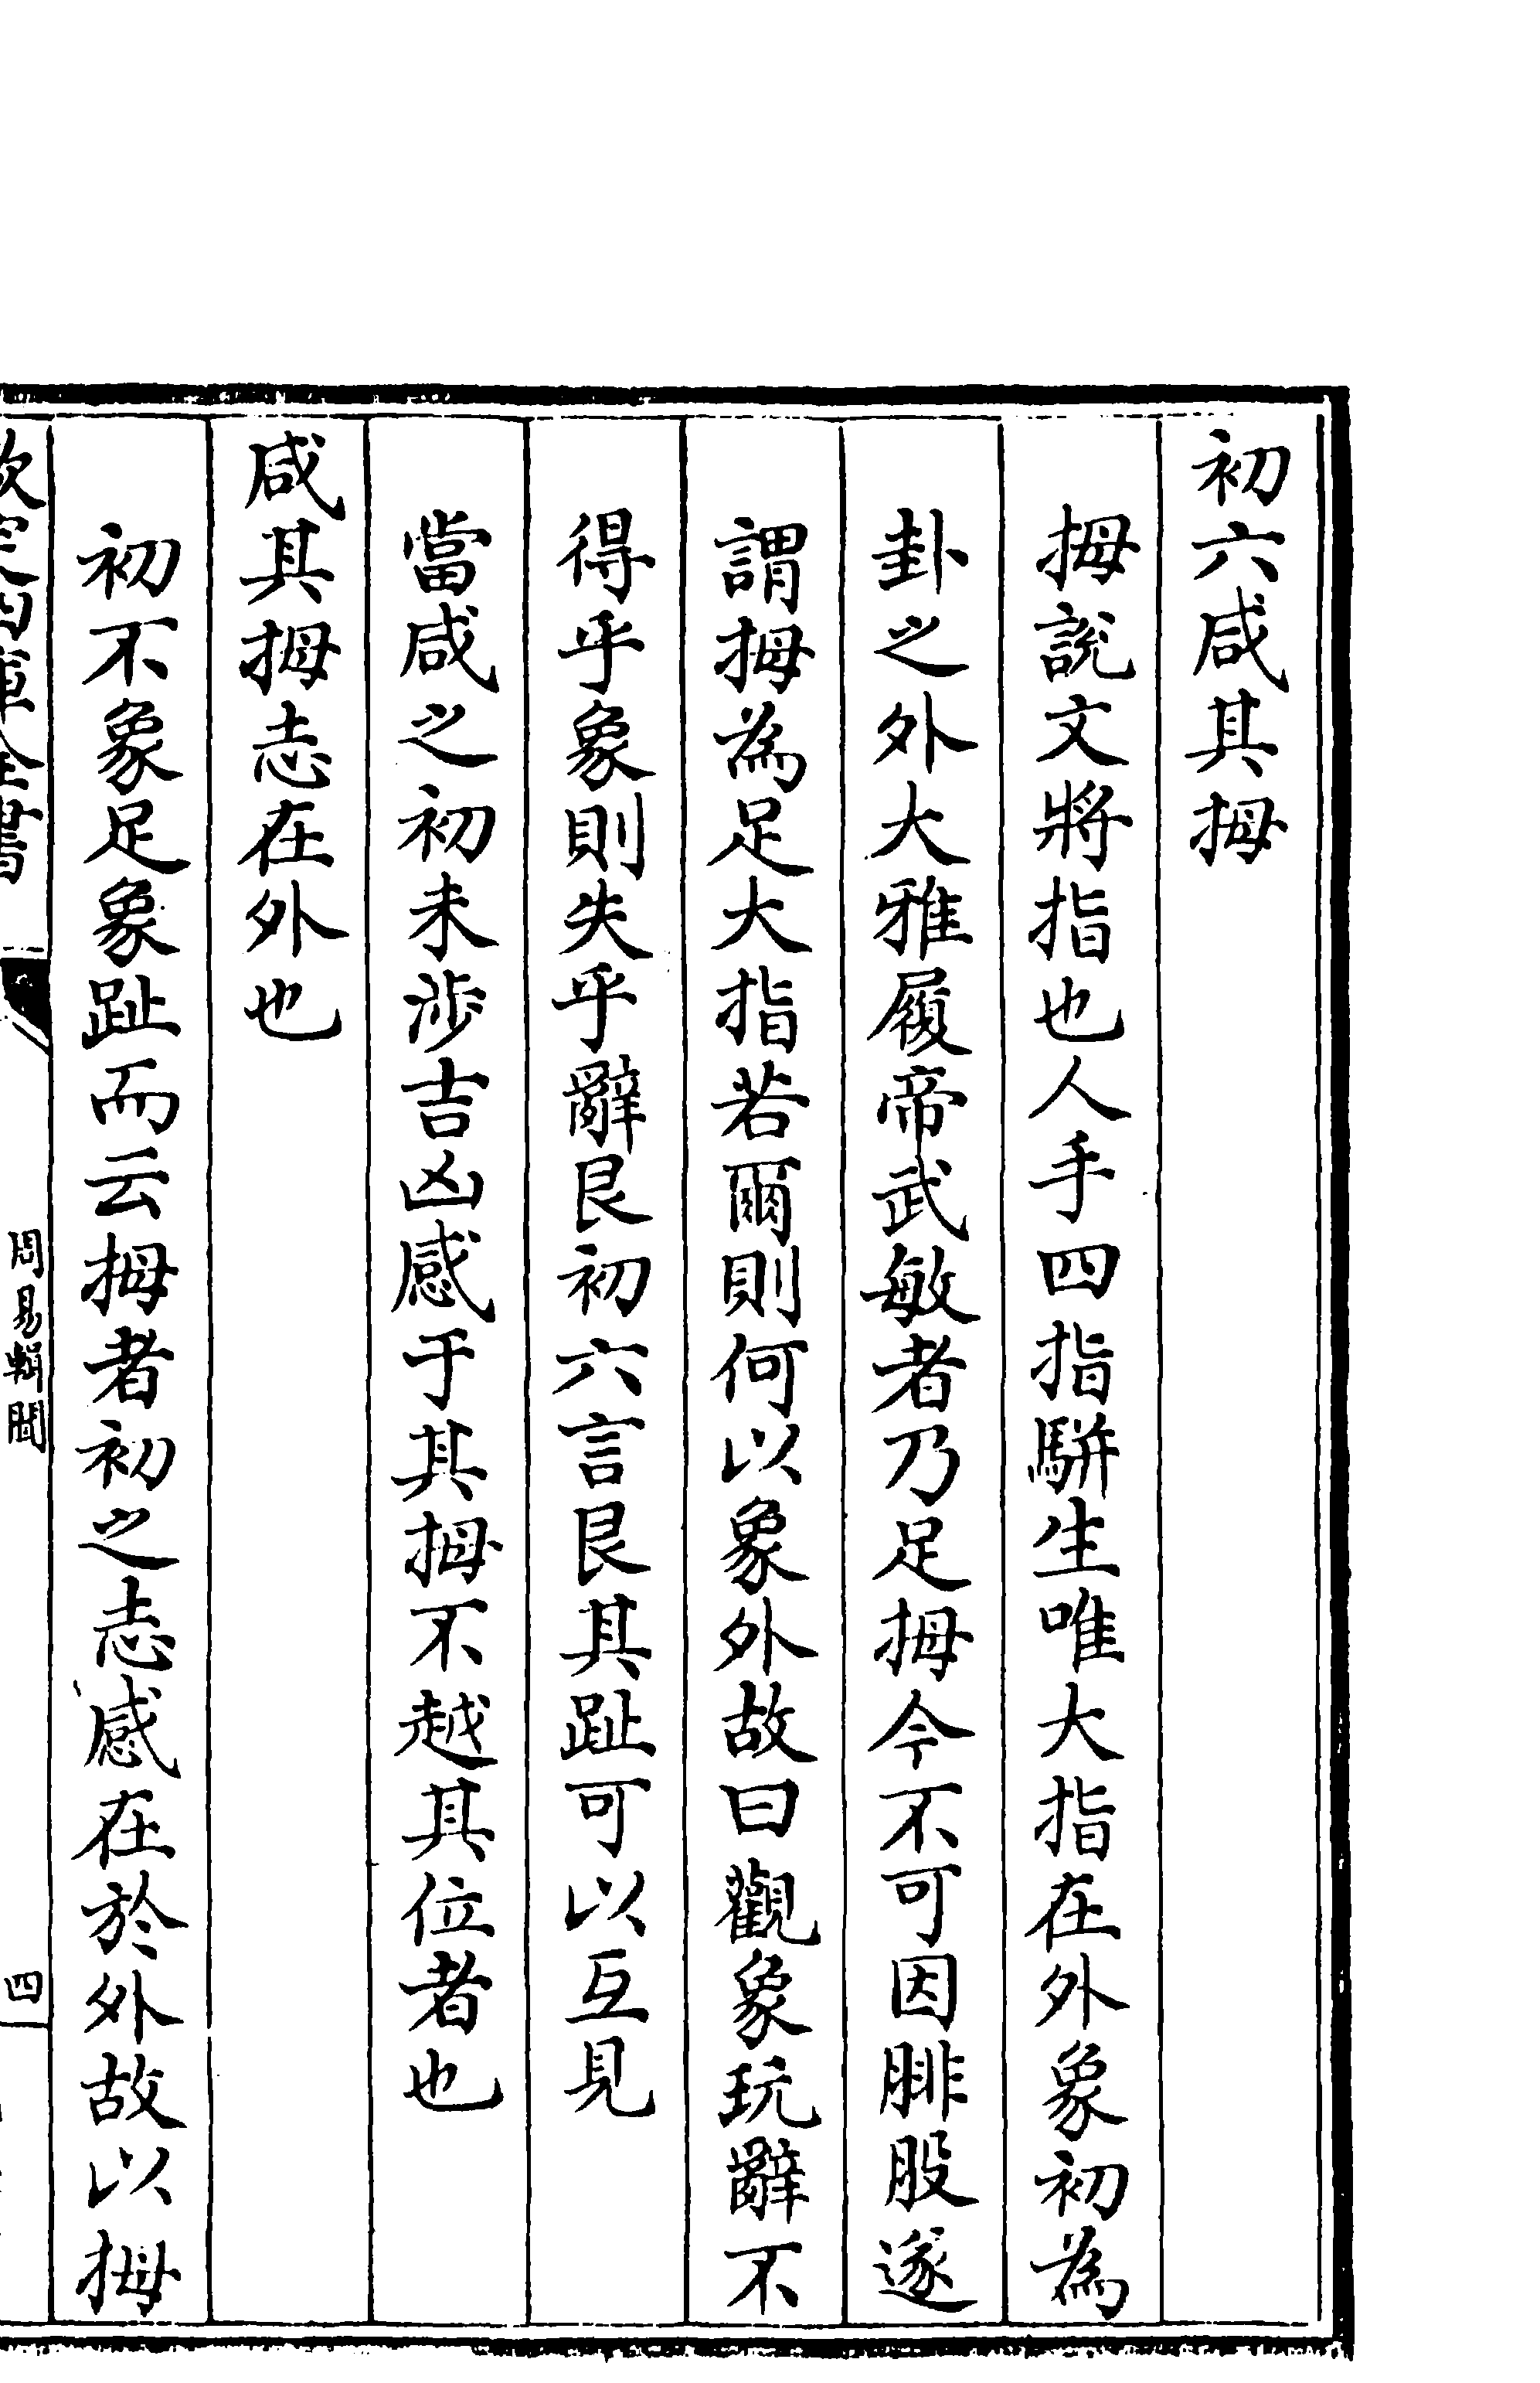 初六咸其拇
拇說文將指也人手四指駢生唯大指在外象初為
卦之外大雅履帝武敏者乃足拇今不可因腓股遂
謂拇為足大指若爾則何以象外故曰觀象玩辭不
得乎象則失乎辭艮初六言艮其趾可以互見
當咸之初未涉吉凶感于其拇不越其位者也
咸其拇志在外也
初不象足象趾而云拇者初之志感在於外故以拇
欽定四庫全書
周易輯聞
四